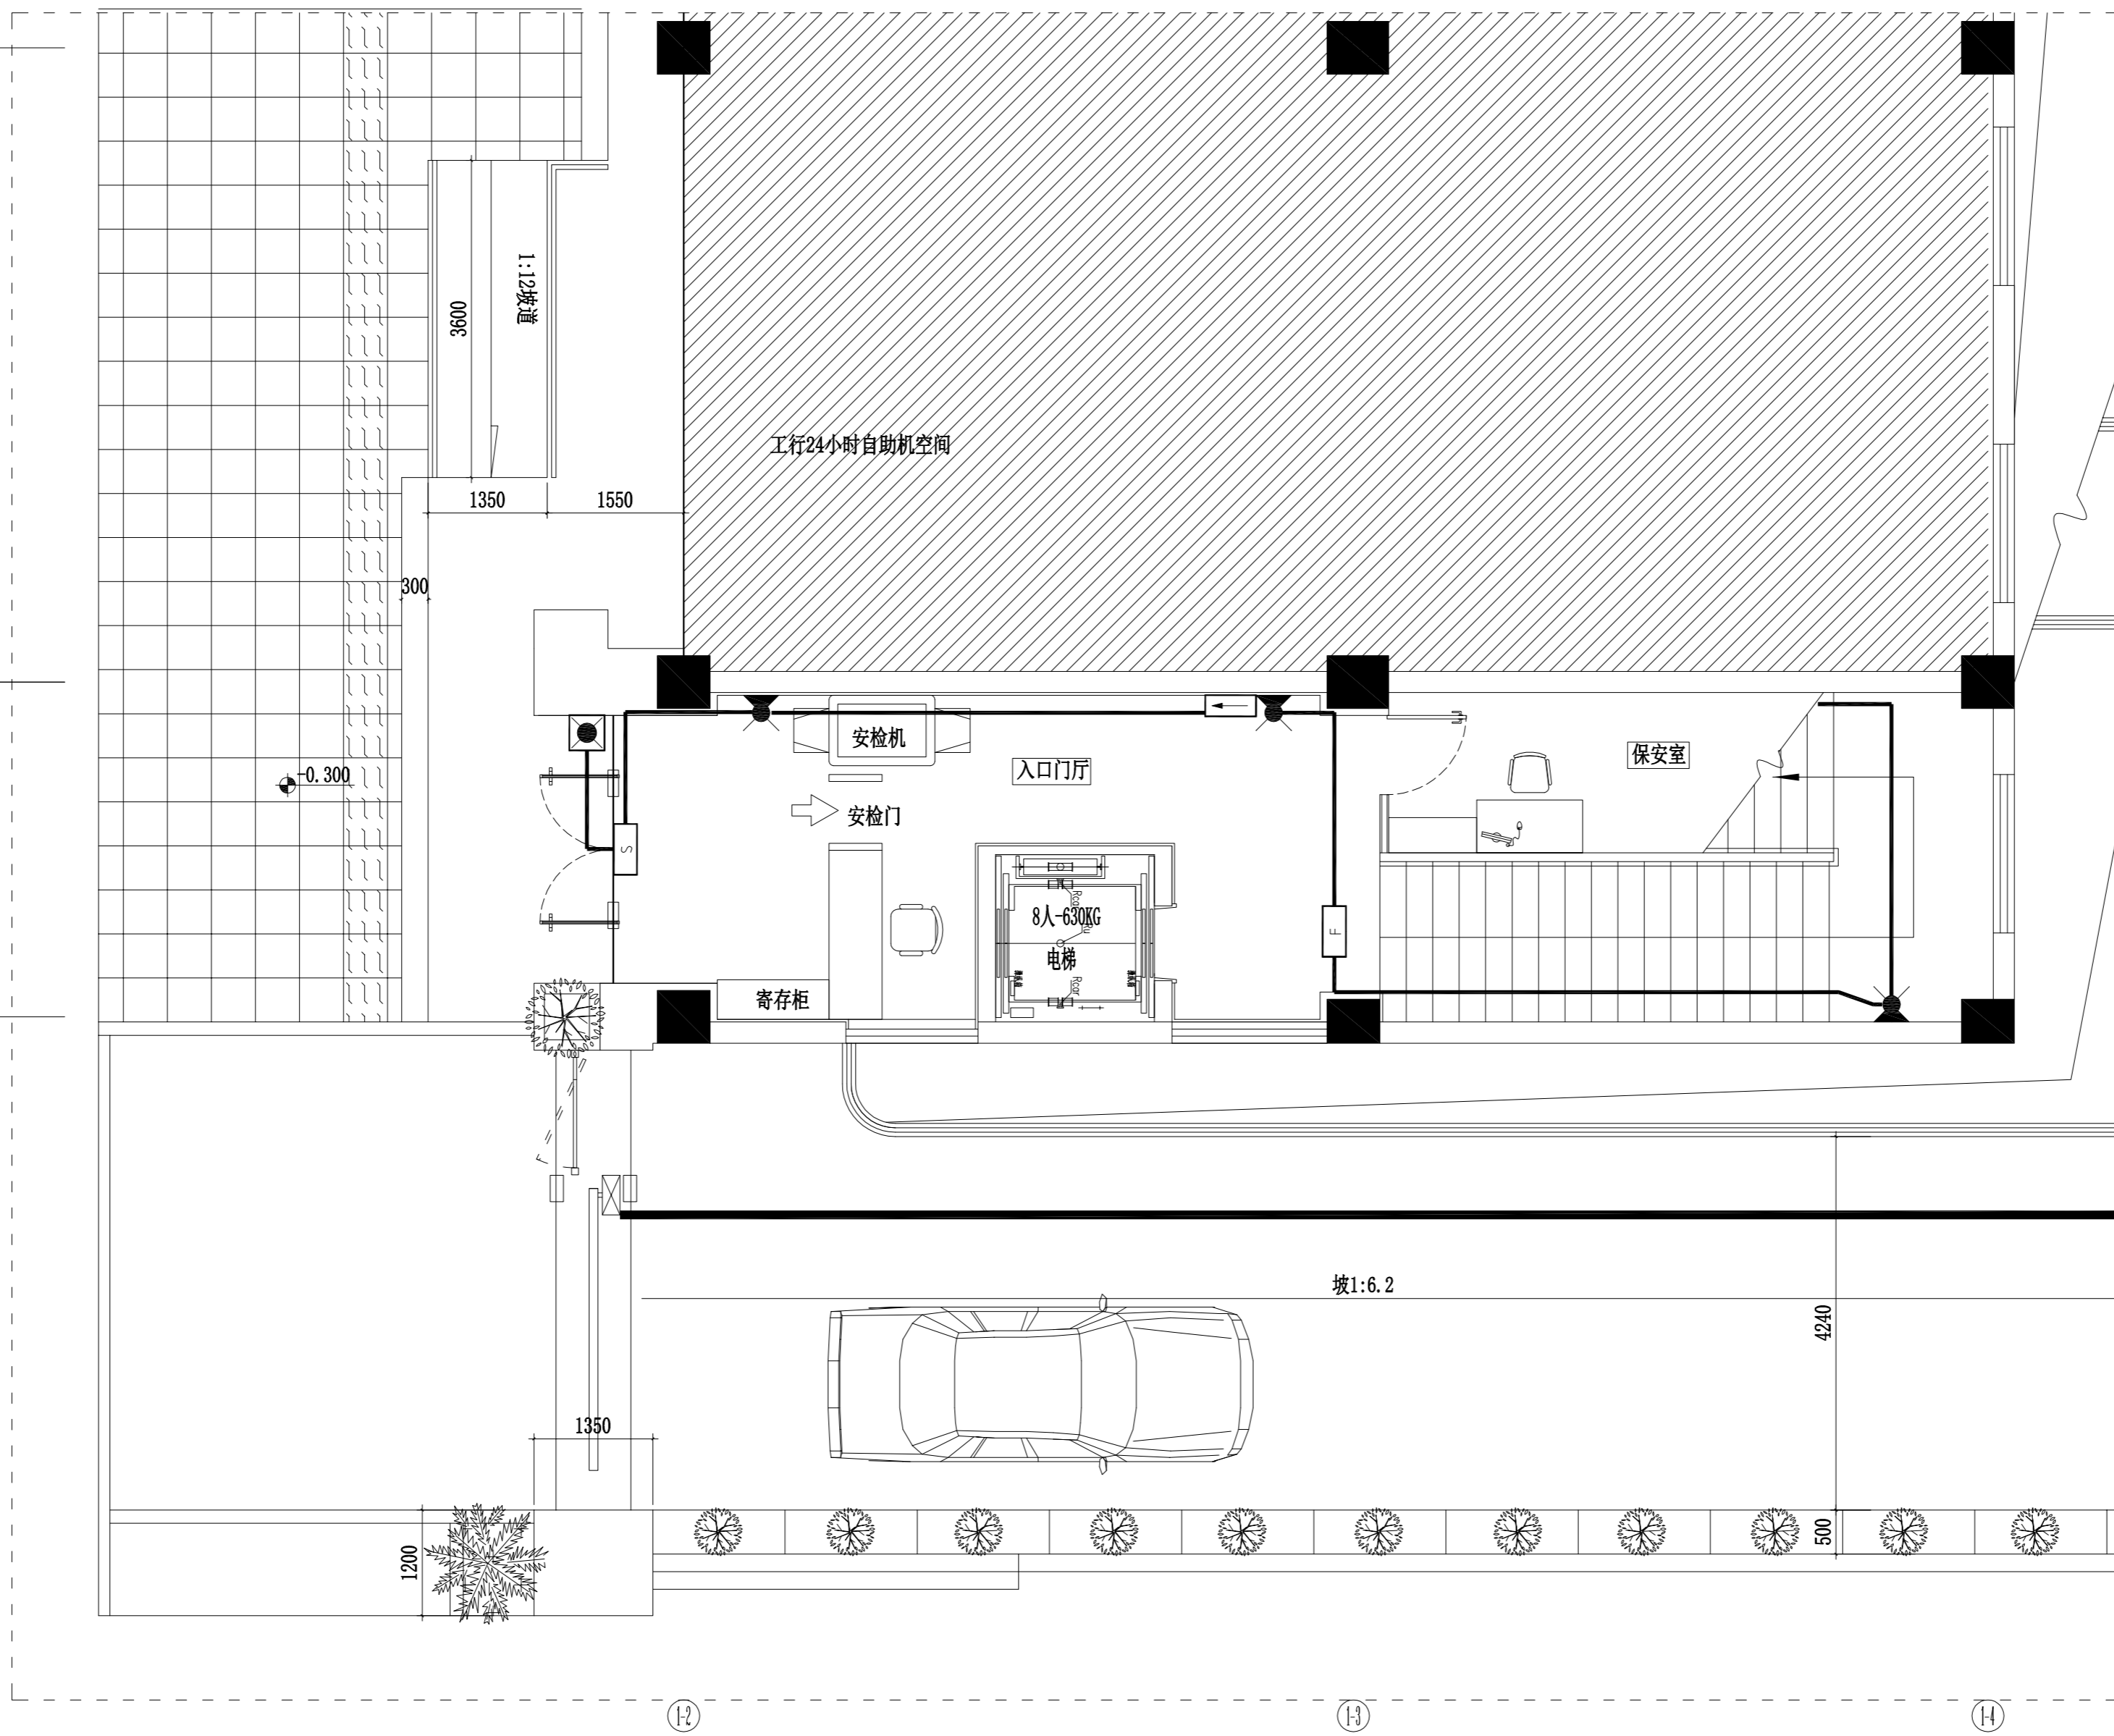 1:12坡道
3600
工行24小时自助机空间
1350
1550
300
安检机
保安室
入口门厅
-0.300
安检门
S
Rcar
8人-630KG
Ru
F
电梯
Rcar
寄存柜
坡1:6.2
4240
1350
500
1200
1-2
1-3
1-4